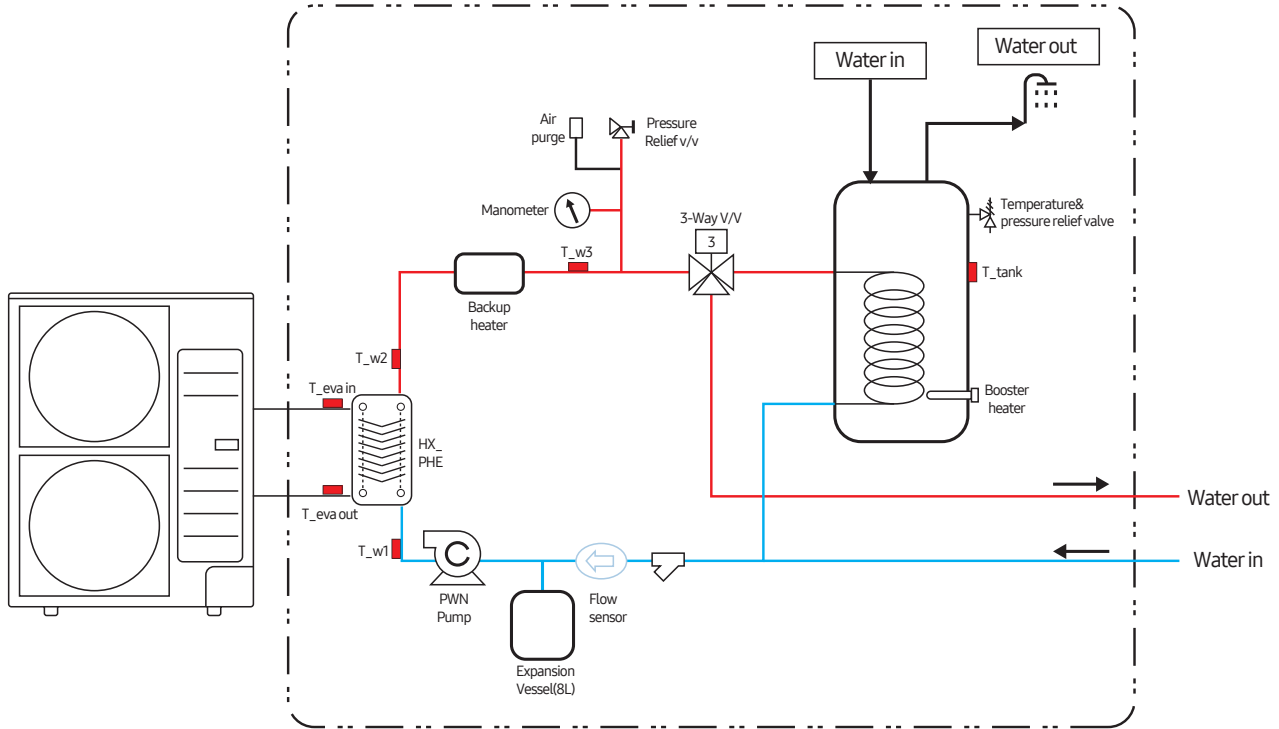 Water in
Water out
Air
purge
Pressure
Relief v/v
Manometer
3-Way V/V
3
Temperature&
pressure relief valve
T_w3
T_tank
Backup
heater
T_w2
T_eva in
Booster
heater
HX_
PHE
T_eva out
Water out
T_w1
Water in
PWN
Pump
Flow
sensor
Expansion
Vessel(8L)